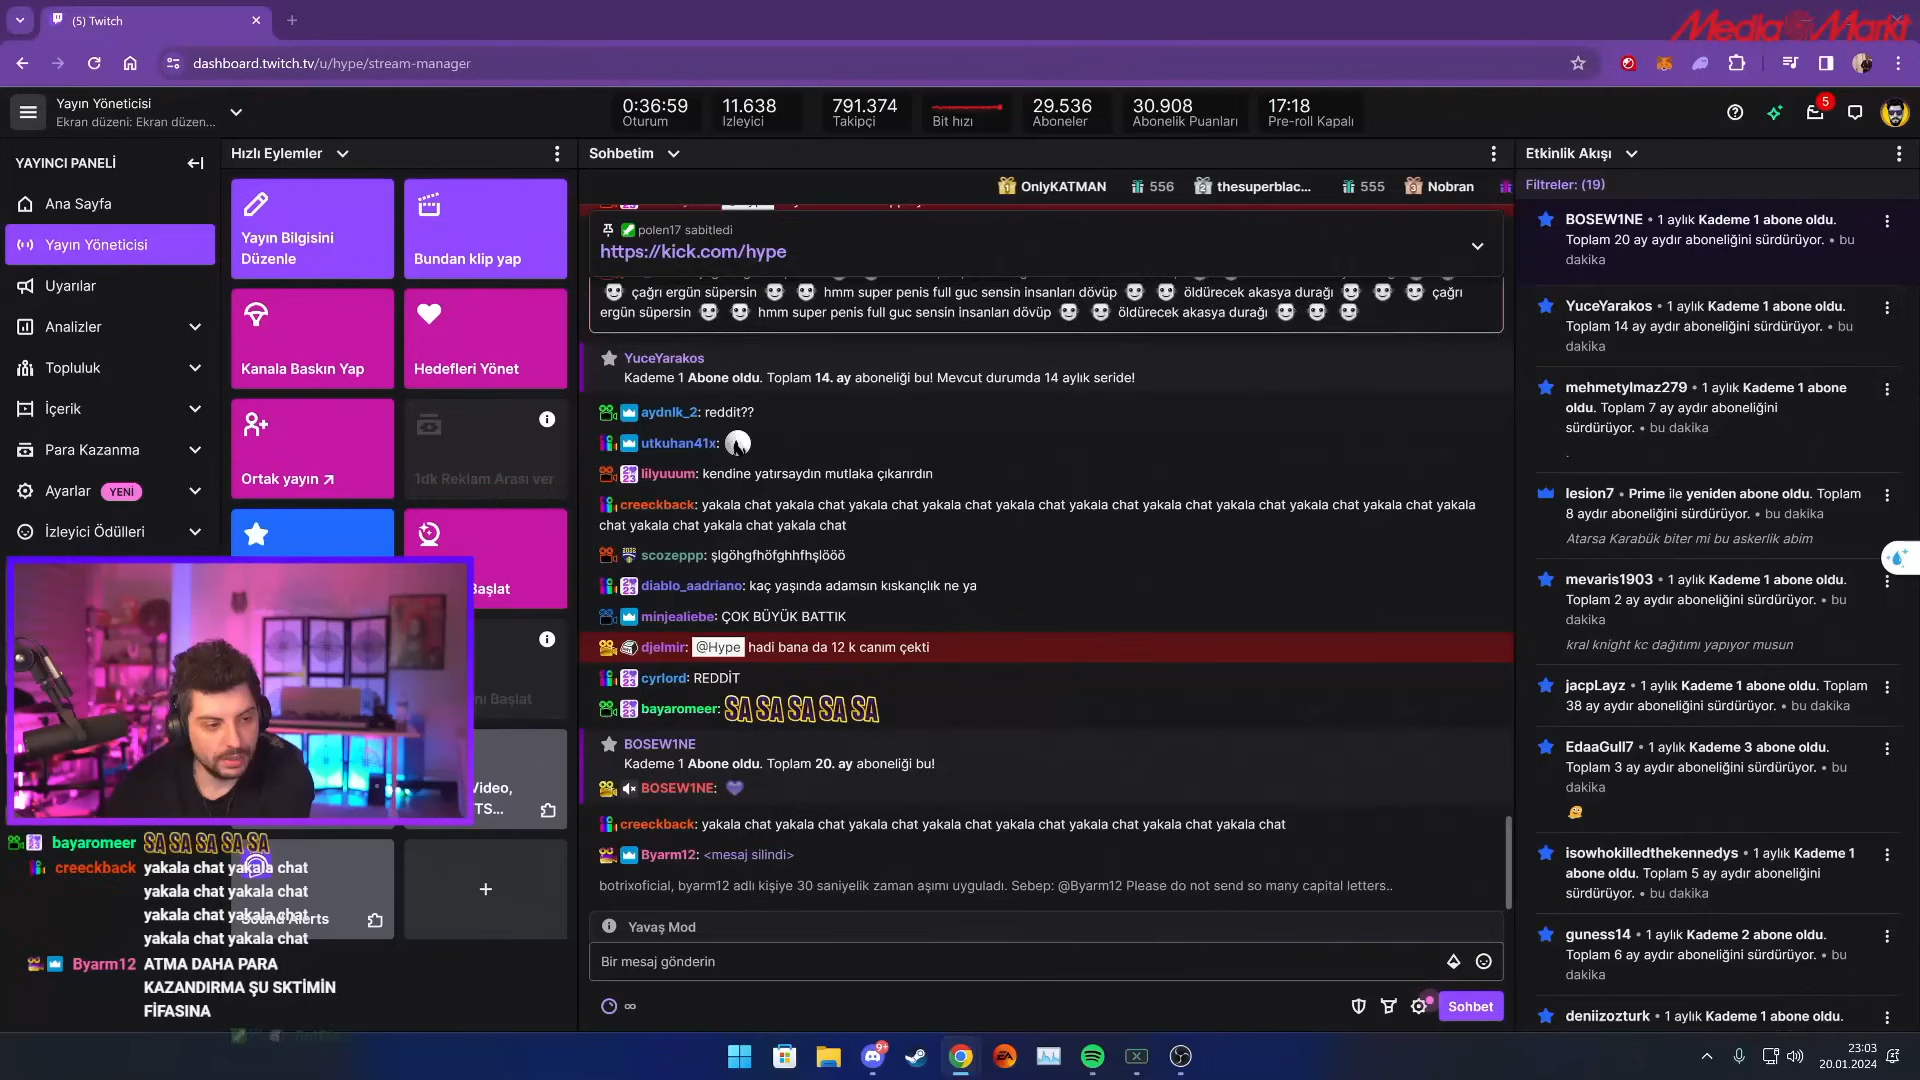 (5) Twitch
Media Markt
dashboard.twitch.tv/u/hype/stream-manager
Yayın Yöneticisi
Ekran düzeni: Ekran düzen...
0:36:59
Oturum
11.638
İzleyici
791.374
Takipçi
Bit hızı
29.536
Aboneler
30.908
Abonelik Puanları
17:18
Pre-roll Kapalı
5
YAYINCI PANELİ
Ana Sayfa
Yayın Yöneticisi
Uyarılar
Analizler
Topluluk
İçerik
Para Kazanma
Ayarlar YENİ
İzleyici Ödülleri
Hızlı Eylemler
Yayın Bilgisini
Düzenle
Bundan klip yap
Kanala Baskın Yap
Hedefleri Yönet
Ortak yayın
1dk Reklam Arası ver
Başlat
nı Başlat
Video,
TS...
Sound Alerts
bayaromeer SA SA SA SA SA
creeckback yakala chat yakala chat
yakala chat yakala chat
yakala chat yakala chat
yakala chat yakala chat
Byarm12 ATMA DAHA PARA
KAZANDIRMA ŞU SKTİMİN
FİFASINA
Sohbetim
OnlyKATMAN 556 thesuperblac... 555 Nobran
polen17 sabitledi
https://kick.com/hype
çağrı ergün süpersin hmm super penis full guc sensin insanları dövüp öldürecek akasya durağı çağrı
ergün süpersin hmm super penis full guc sensin insanları dövüp öldürecek akasya durağı
YuceYarakos
Kademe 1 Abone oldu. Toplam 14. ay aboneliği bu! Mevcut durumda 14 aylık seride!
aydnlk_2: reddit??
utkuhan41x:
lilyuuum: kendine yatırsaydın mutlaka çıkarırdın
creeckback: yakala chat yakala chat yakala chat yakala chat yakala chat yakala chat yakala chat yakala chat yakala chat yakala
chat yakala chat yakala chat yakala chat
scozeppp: şlgöhgfhöfghhfhşlööö
diablo_aadriano: kaç yaşında adamsın kıskançlık ne ya
minjealiebe: ÇOK BÜYÜK BATTIK
djelmir: @Hype hadi bana da 12 k canım çekti
cyrlord: REDDİT
bayaromeer: SA SA SA SA SA
BOSEW1NE
Kademe 1 Abone oldu. Toplam 20. ay aboneliği bu!
BOSEW1NE:
creeckback: yakala chat yakala chat yakala chat yakala chat yakala chat yakala chat yakala chat yakala chat
Byarm12: <mesaj silindi>
botrixoficial, byarm12 adlı kişiye 30 saniyelik zaman aşımı uyguladı. Sebep: @Byarm12 Please do not send so many capital letters..
Yavaş Mod
Bir mesaj gönderin
Sohbet
Etkinlik Akışı
Filtreler: (19)
BOSEW1NE • 1 aylık Kademe 1 abone oldu.
Toplam 20 ay aydır aboneliğini sürdürüyor. • bu
dakika
YuceYarakos • 1 aylık Kademe 1 abone oldu.
Toplam 14 ay aydır aboneliğini sürdürüyor. • bu
dakika
mehmetylmaz279 • 1 aylık Kademe 1 abone
oldu. Toplam 7 ay aydır aboneliğini
sürdürüyor. • bu dakika
.
lesion7 • Prime ile yeniden abone oldu. Toplam
8 aydır aboneliğini sürdürüyor. • bu dakika
Atarsa Karabük biter mi bu askerlik abim
mevaris1903 • 1 aylık Kademe 1 abone oldu.
Toplam 2 ay aydır aboneliğini sürdürüyor. • bu
dakika
kral knight kc dağıtımı yapıyor musun
jacpLayz • 1 aylık Kademe 1 abone oldu. Toplam
38 ay aydır aboneliğini sürdürüyor. • bu dakika
EdaaGull7 • 1 aylık Kademe 3 abone oldu.
Toplam 3 ay aydır aboneliğini sürdürüyor. • bu
dakika
isowhokilledthekennedys • 1 aylık Kademe 1
abone oldu. Toplam 5 ay aydır aboneliğini
sürdürüyor. • bu dakika
guness14 • 1 aylık Kademe 2 abone oldu.
Toplam 6 ay aydır aboneliğini sürdürüyor. • bu
dakika
deniizozturk • 1 aylık Kademe 1 abone oldu.
9+
23:03
20.01.2024